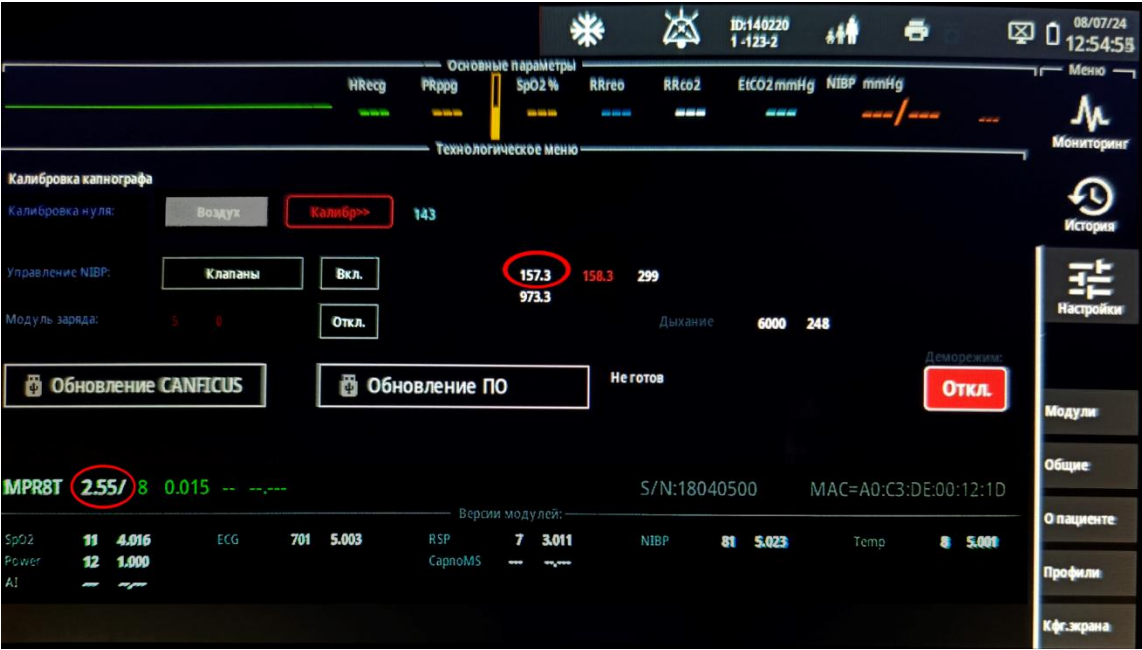 ID:140220
1 -123-2
08/07/24
12:54:55
Основные параметры
HRecg PRppg SpO2 % RRreo RRco2 EtCO2 mmHg NIBP mmHg
--- --- --- --- --- --- ---/--- ---
Меню
Мониторинг
История
Настройки
Модули
Общие
О пациенте
Профили
Кфг.экрана
Технологическое меню
Калибровка капнографа
Калибровка нуля: Воздух Калибр>> 143
Управление NIBP: Клапаны Вкл. 157.3 158.3 299
973.3
Модуль заряда: 5 0 Откл. Дыхание 6000 248
Деморежим:
Обновление CANFICUS Обновление ПО Не готов Откл.
MPR8T 2.55/ 8 0.015 -- --.--- S/N:18040500 MAC=A0:C3:DE:00:12:1D
Версии модулей:
SpO2 11 4.016 ECG 701 5.003 RSP 7 3.011 NIBP 81 5.023 Temp 8 5.001
Power 12 1.000 CapnoMS --- --.---
AI --- --.---